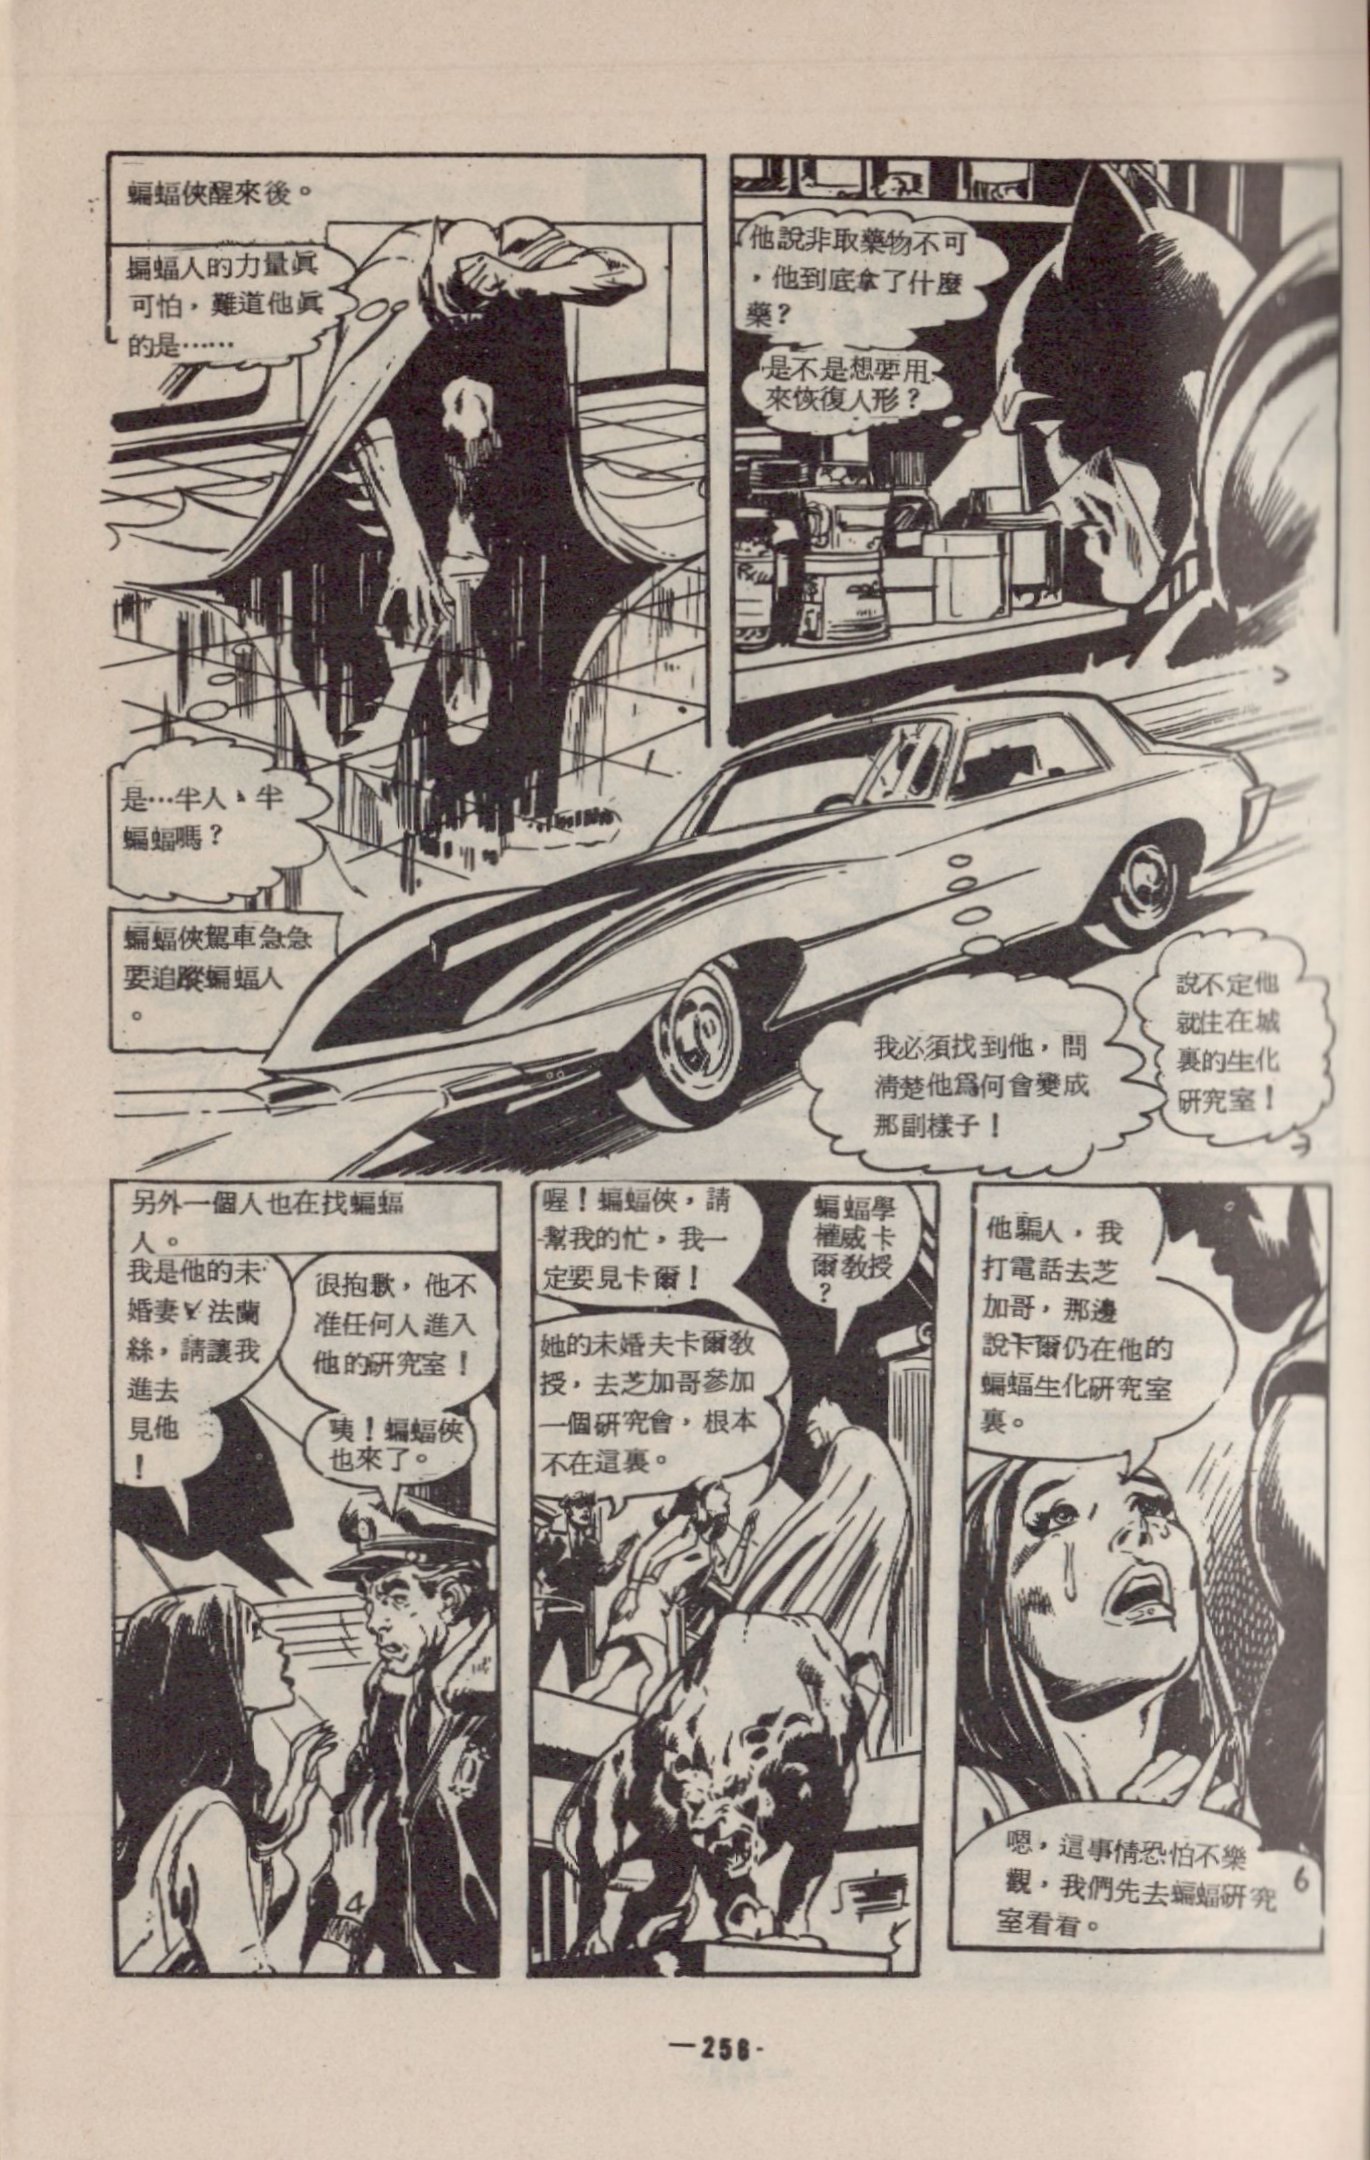 蝙蝠俠醒來後。
蝙蝠人的力量眞
可怕，難道他眞
的是……
他說非取藥物不可
，他到底拿了什麼
藥？
是不是想要用
來恢復人形？
是…半人、半
蝙蝠嗎？
蝙蝠俠駕車急急
要追蹤蝙蝠人
。
我必須找到他，問
淸楚他爲何會變成
那副樣子！
說不定他
就住在城
裏的生化
研究室！
另外一個人也在找蝙蝠
人。
我是他的未
婚妻、法蘭
絲，請讓我
進去
見他
！
很抱歉，他不
准任何人進入
他的研究室！
咦！蝙蝠俠
也來了。
喔！蝙蝠俠，請
幫我的忙，我一
定要見卡爾！
蝙蝠學
權威卡
爾敎授
？
她的未婚夫卡爾敎
授，去芝加哥參加
一個研究會，根本
不在這裏。
他騙人，我
打電話去芝
加哥，那邊
說卡爾仍在他的
蝙蝠生化研究室
裏。
嗯，這事情恐怕不樂
觀，我們先去蝙蝠研究
室看看。
6
—256-